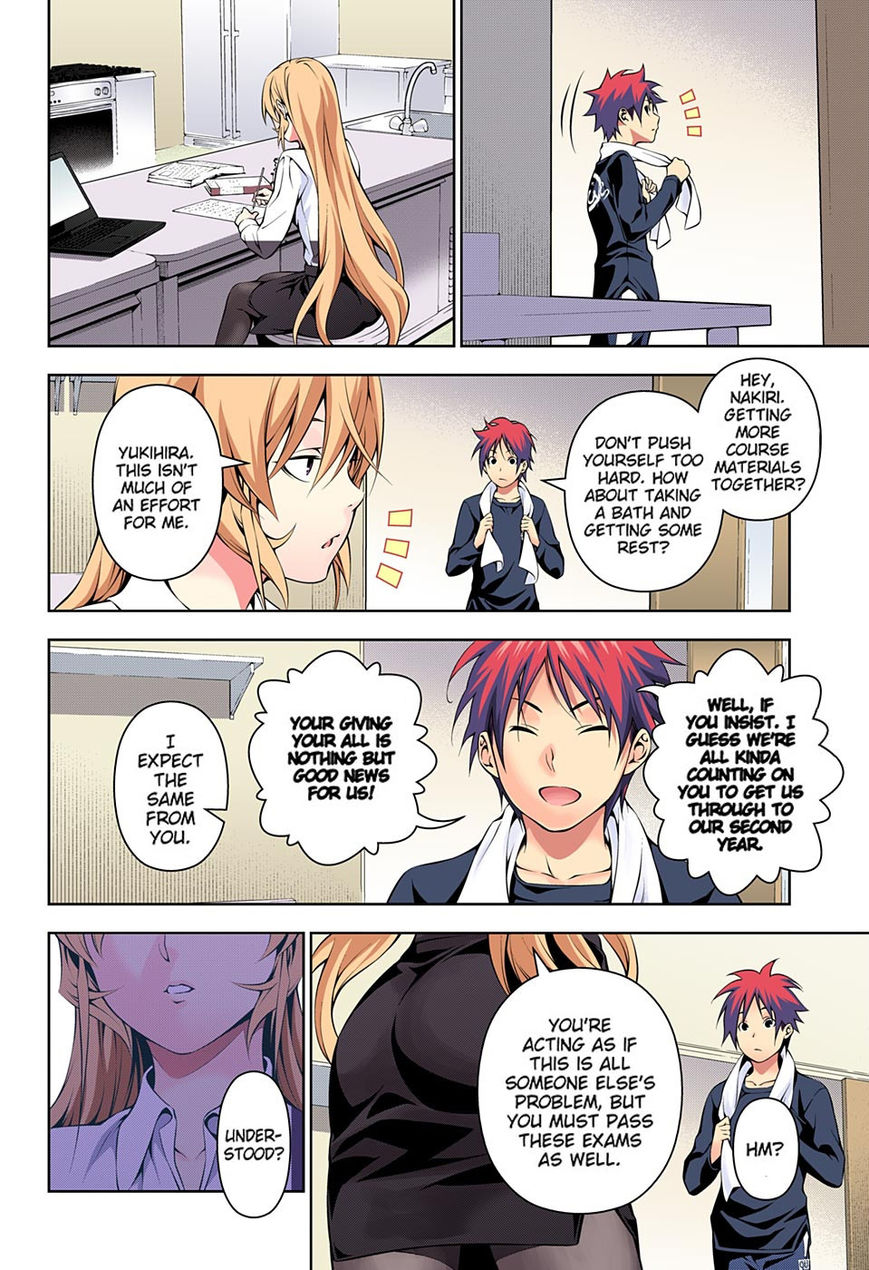 HEY,
NAKIRI.
GETTING
MORE
COURSE
MATERIALS
TOGETHER?
DON'T PUSH
YOURSELF TOO
HARD. HOW
ABOUT TAKING
A BATH AND
GETTING SOME
REST?
YUKIHIRA.
THIS ISN'T
MUCH OF
AN EFFORT
FOR ME.
WELL, IF
YOU INSIST. I
GUESS WE'RE
ALL KINDA
COUNTING ON
YOU TO GET US
THROUGH TO
OUR SECOND
YEAR.
YOUR GIVING
YOUR ALL IS
NOTHING BUT
GOOD NEWS
FOR US!
I
EXPECT
THE
SAME
FROM
YOU.
HM?
YOU'RE
ACTING AS IF
THIS IS ALL
SOMEONE ELSE'S
PROBLEM, BUT
YOU MUST PASS
THESE EXAMS
AS WELL.
UNDER-
STOOD?